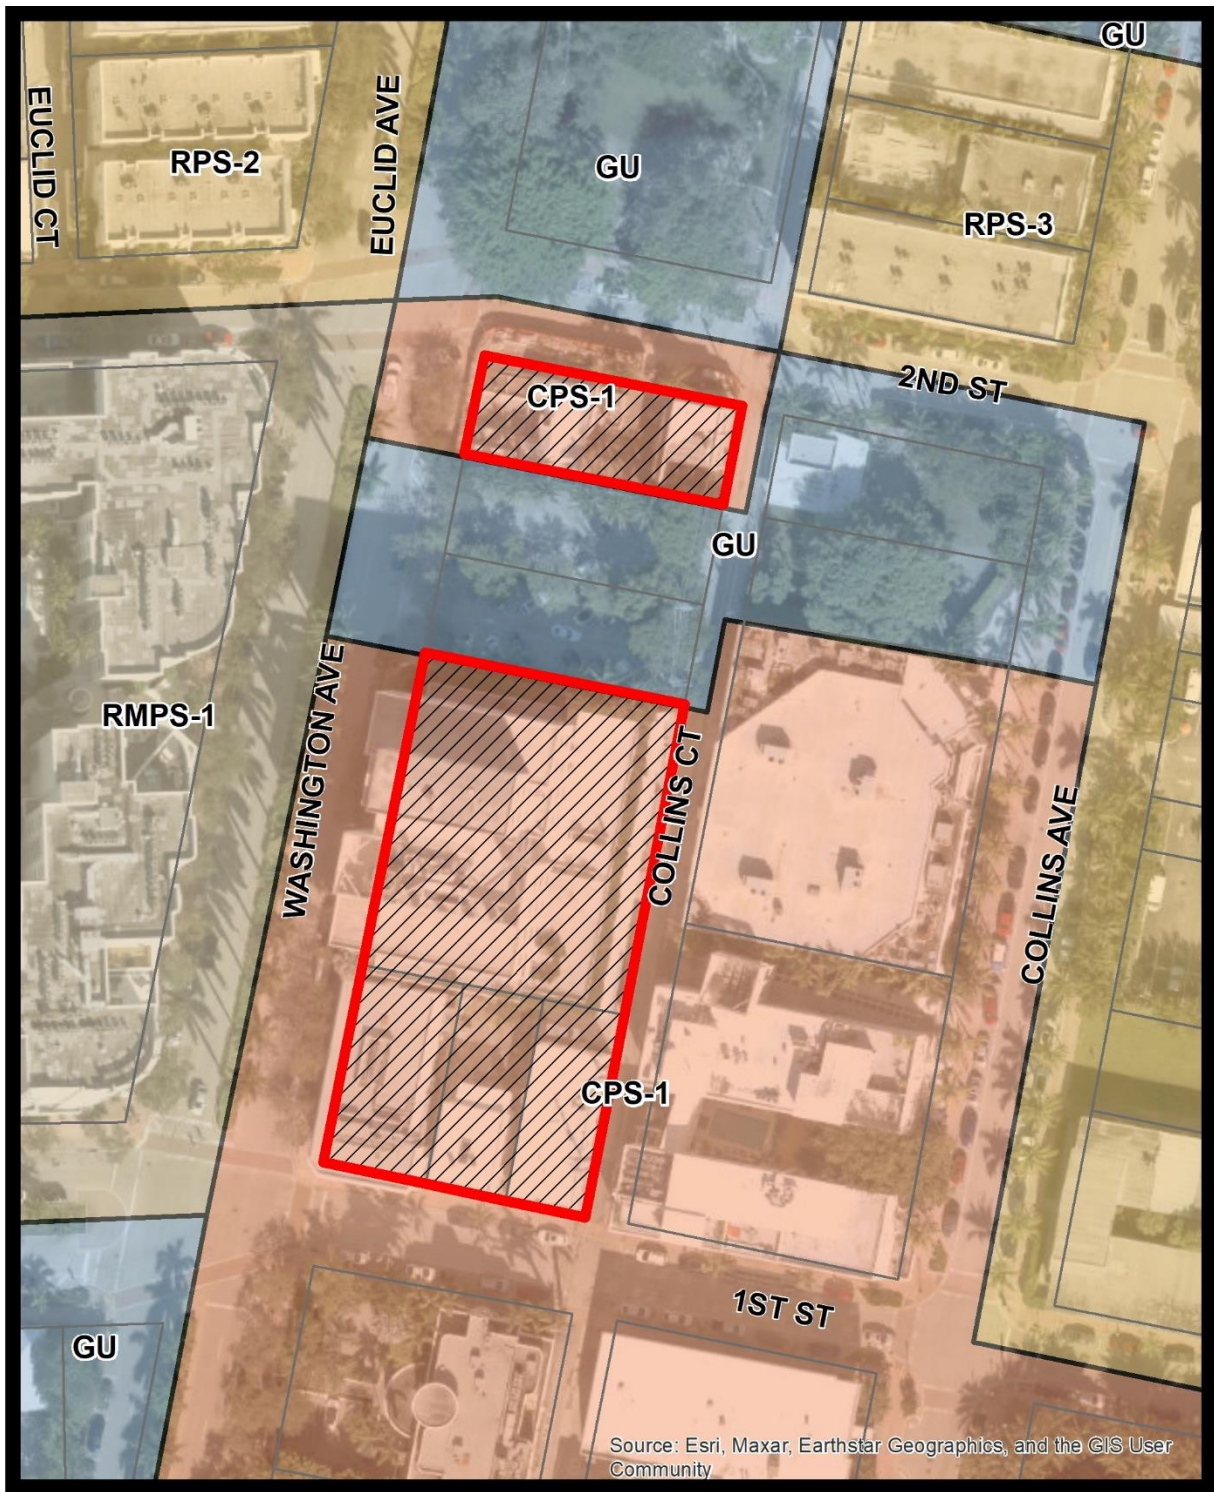 GU
EUCLID CT
EUCLID AVE
RPS-2
GU
RPS-3
CPS-1
2ND ST
GU
RMPS-1
WASHINGTON AVE
COLLINS CT
COLLINS AVE
CPS-1
1ST ST
GU
Source: Esri, Maxar, Earthstar Geographics, and the GIS User
Community